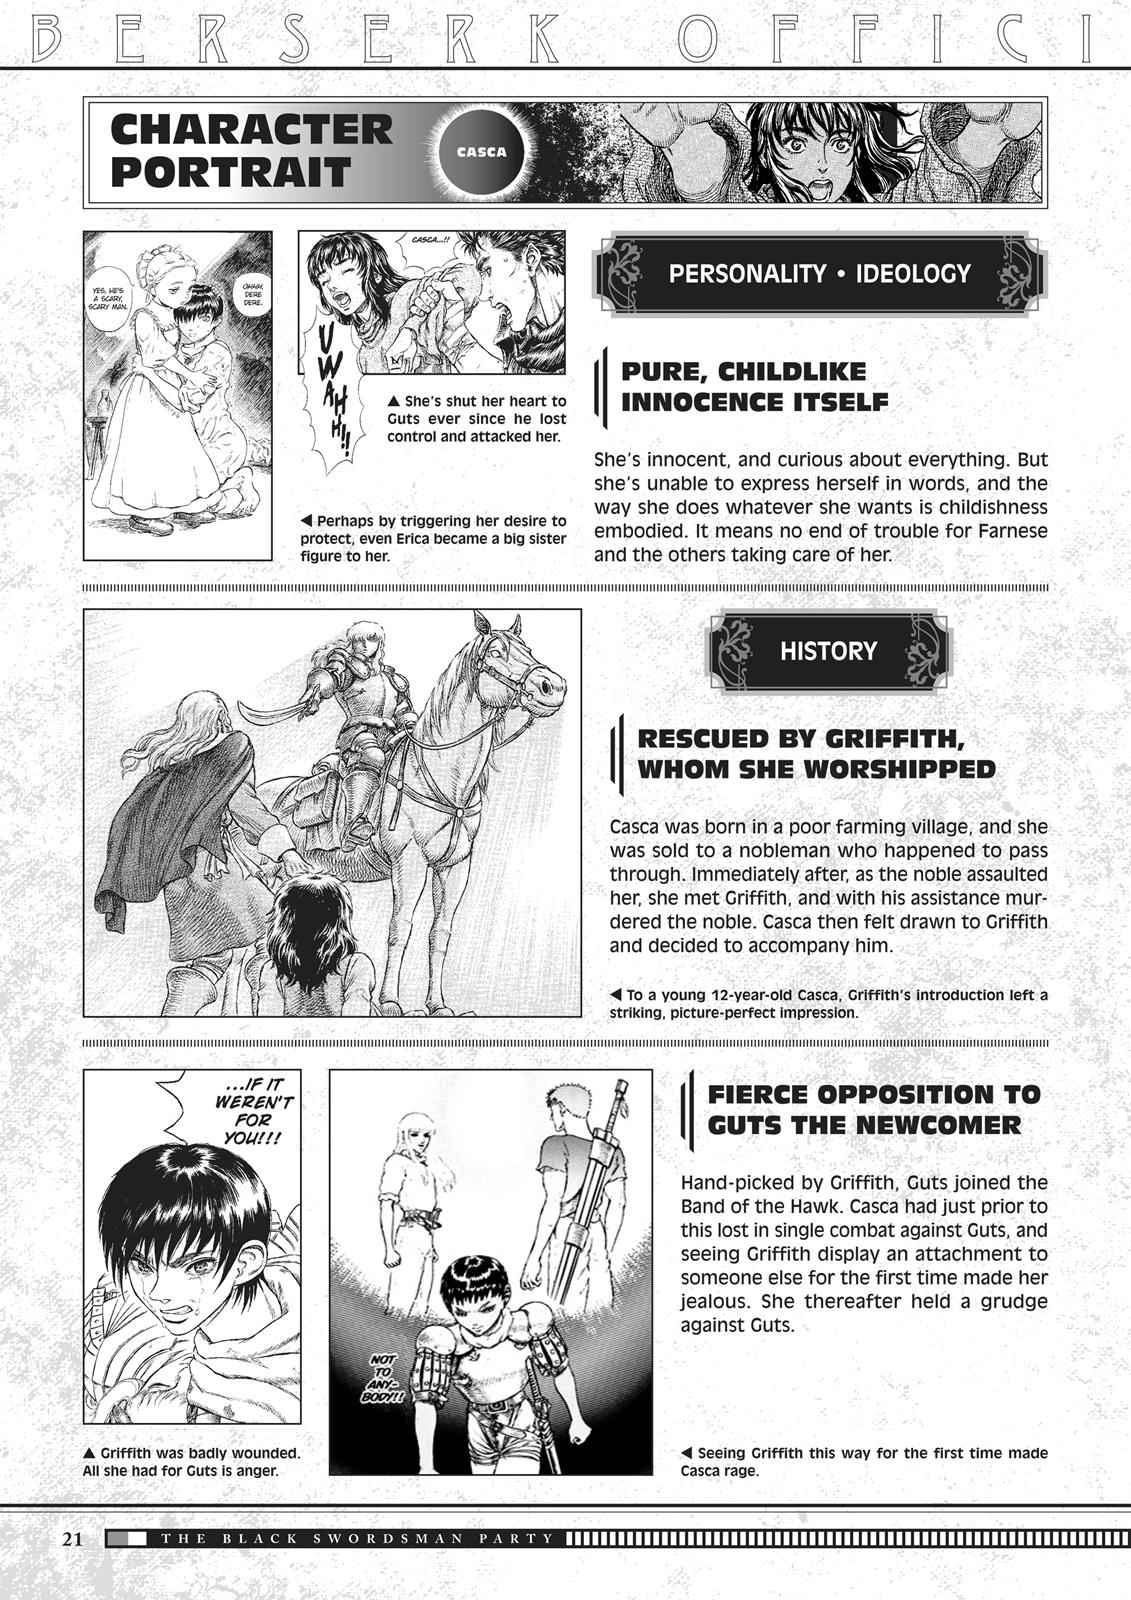 BERSERK OFFICI
CHARACTER
PORTRAIT
CASCA
YES, HE'S
A SCARY,
SCARY MAN.
OHHH,
DERE
DERE.
CASCA...!!
UWAHH!!
▲ She's shut her heart to
Guts ever since he lost
control and attacked her.
◀ Perhaps by triggering her desire to
protect, even Erica became a big sister
figure to her.
PERSONALITY • IDEOLOGY
PURE, CHILDLIKE
INNOCENCE ITSELF
She's innocent, and curious about everything. But
she's unable to express herself in words, and the
way she does whatever she wants is childishness
embodied. It means no end of trouble for Farnese
and the others taking care of her.
HISTORY
RESCUED BY GRIFFITH,
WHOM SHE WORSHIPPED
Casca was born in a poor farming village, and she
was sold to a nobleman who happened to pass
through. Immediately after, as the noble assaulted
her, she met Griffith, and with his assistance mur-
dered the noble. Casca then felt drawn to Griffith
and decided to accompany him.
◀ To a young 12-year-old Casca, Griffith's introduction left a
striking, picture-perfect impression.
...IF IT
WEREN'T
FOR
YOU!!!
▲ Griffith was badly wounded.
All she had for Guts is anger.
NOT
TO
ANY-
BODY!!
FIERCE OPPOSITION TO
GUTS THE NEWCOMER
Hand-picked by Griffith, Guts joined the
Band of the Hawk. Casca had just prior to
this lost in single combat against Guts, and
seeing Griffith display an attachment to
someone else for the first time made her
jealous. She thereafter held a grudge
against Guts.
◀ Seeing Griffith this way for the first time made
Casca rage.
21
THE BLACK SWORDSMAN PARTY